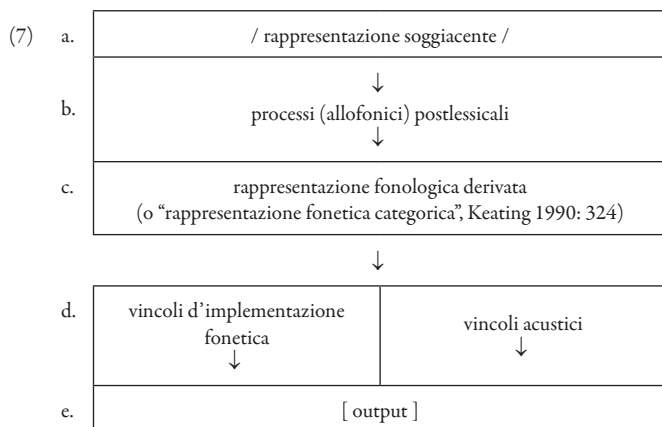 (7) a. / rappresentazione soggiacente /
↓
b. processi (allofonici) postlessicali
↓
c. rappresentazione fonologica derivata
(o “rappresentazione fonetica categorica”, Keating 1990: 324)
↓
d. vincoli d’implementazione fonetica
↓
vincoli acustici
↓
e. [ output ]